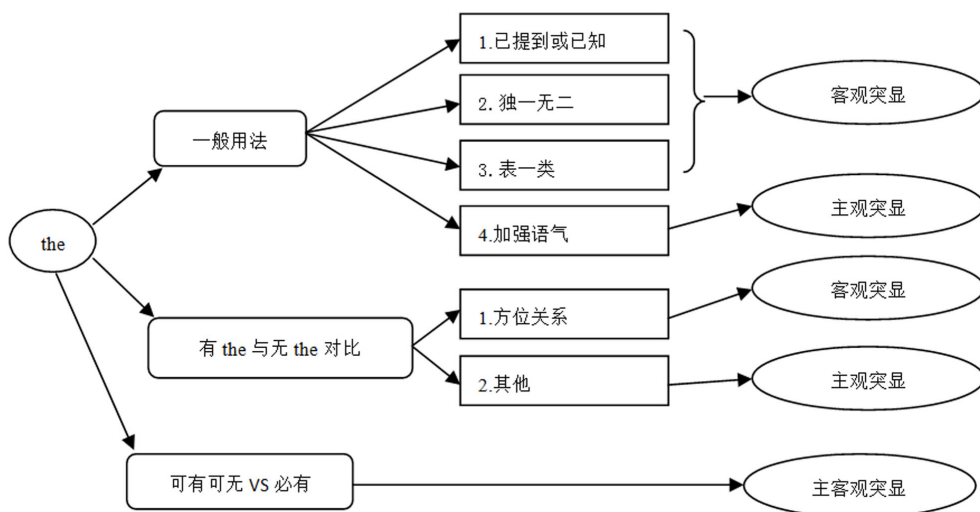 the
一般用法
1.已提到或已知
2. 独一无二
3. 表一类
4.加强语气
客观突显
主观突显
有 the 与无 the 对比
1.方位关系
2.其他
客观突显
主观突显
可有可无 VS 必有
主客观突显